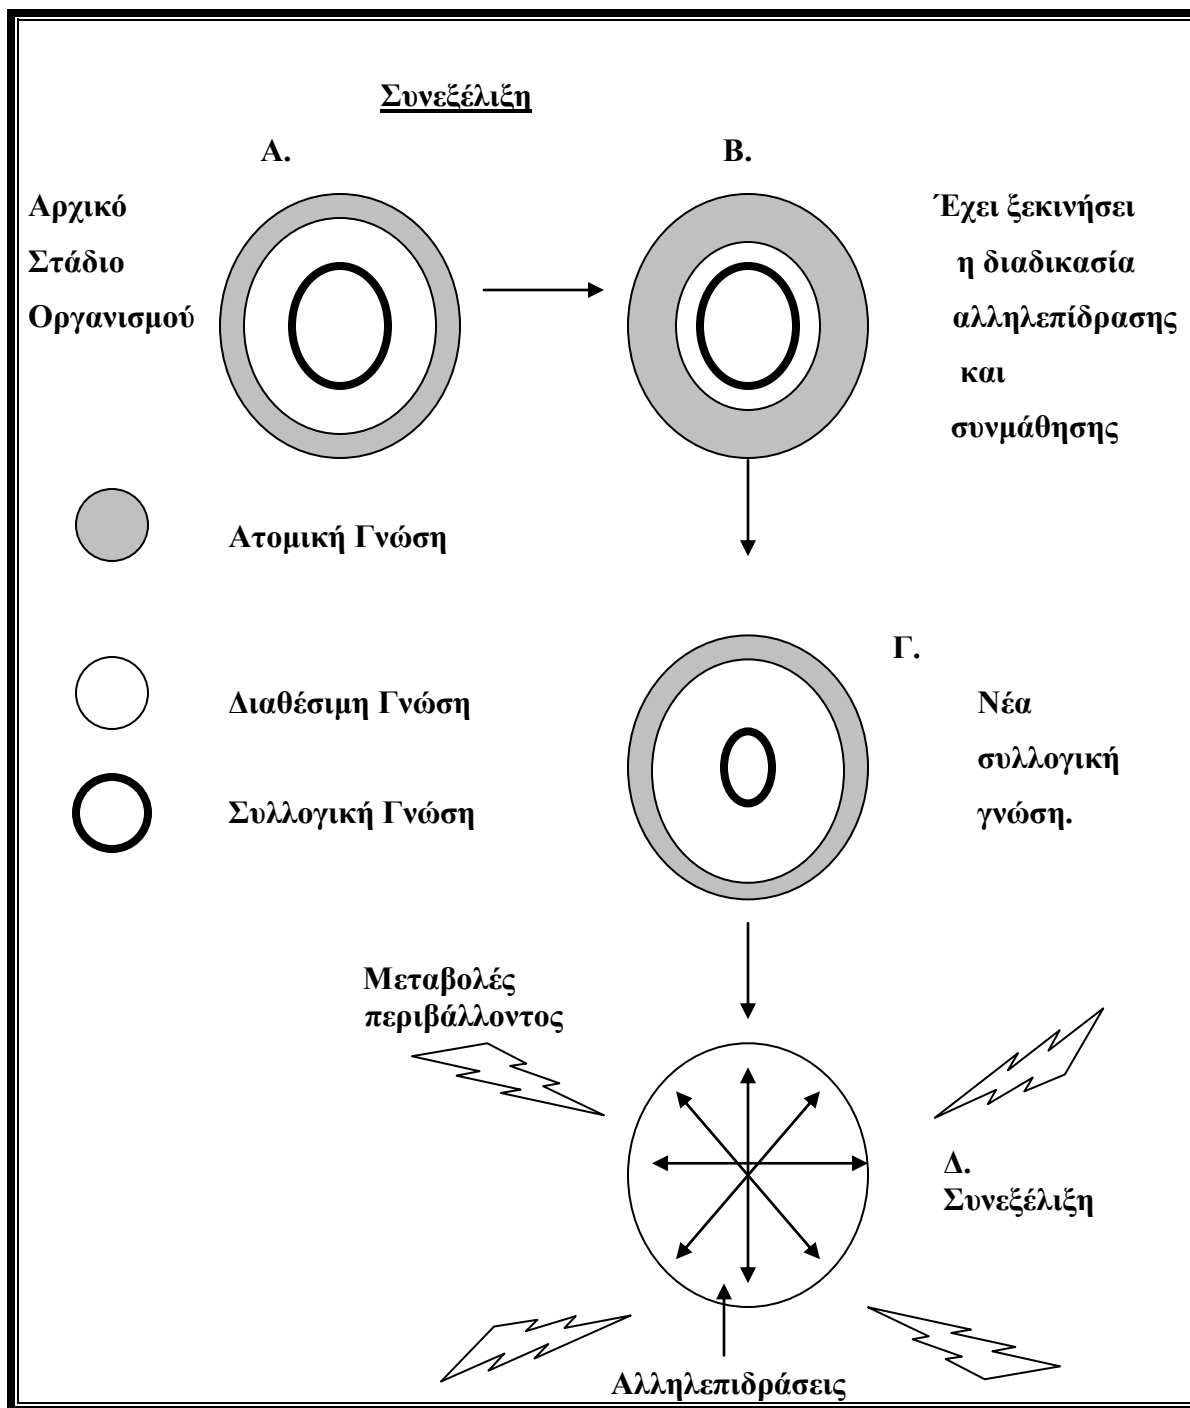 Συνεξέλιξη
Α.
Β.
Αρχικό
Στάδιο
Οργανισμού
Έχει ξεκινήσει
η διαδικασία
αλληλεπίδρασης
και
συνμάθησης
Ατομική Γνώση
Διαθέσιμη Γνώση
Συλλογική Γνώση
Γ.
Νέα
συλλογική
γνώση.
Μεταβολές
περιβάλλοντος
Δ.
Συνεξέλιξη
Αλληλεπιδράσεις